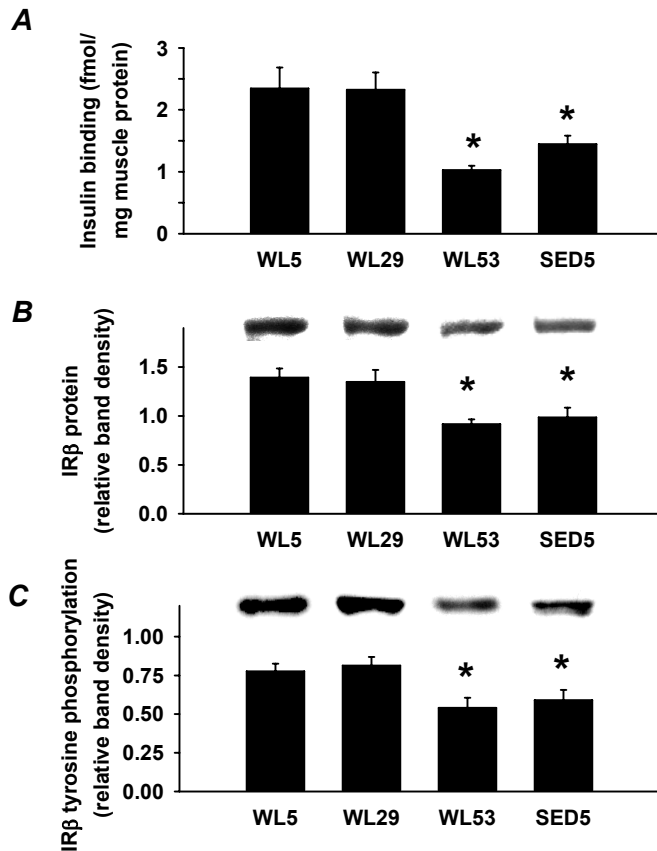 A
Insulin binding (fmol/
mg muscle protein)
3
2
1
0
*
*
WL5 WL29 WL53 SED5
B
IRβ protein
(relative band density)
1.5
1.0
0.5
0.0
*
*
WL5 WL29 WL53 SED5
C
IRβ tyrosine phosphorylation
(relative band density)
1.00
0.75
0.50
0.00
*
*
WL5 WL29 WL53 SED5